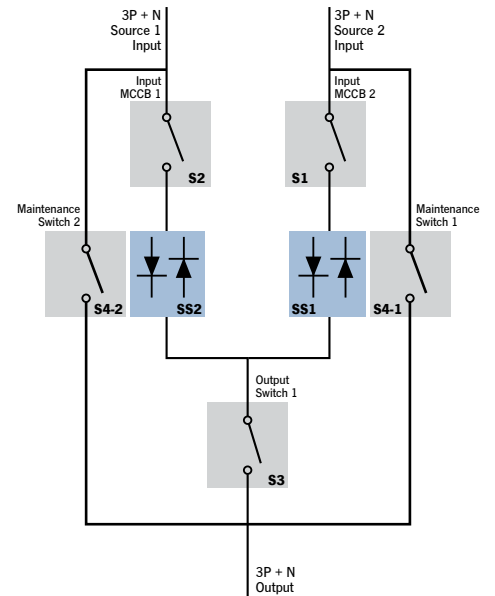 3P + N
Source 1
Input
3P + N
Source 2
Input
Input
MCCB 1
Input
MCCB 2
S2
S1
Maintenance
Switch 2
Maintenance
Switch 1
S4-2
SS2
SS1
S4-1
Output
Switch 1
S3
3P + N
Output